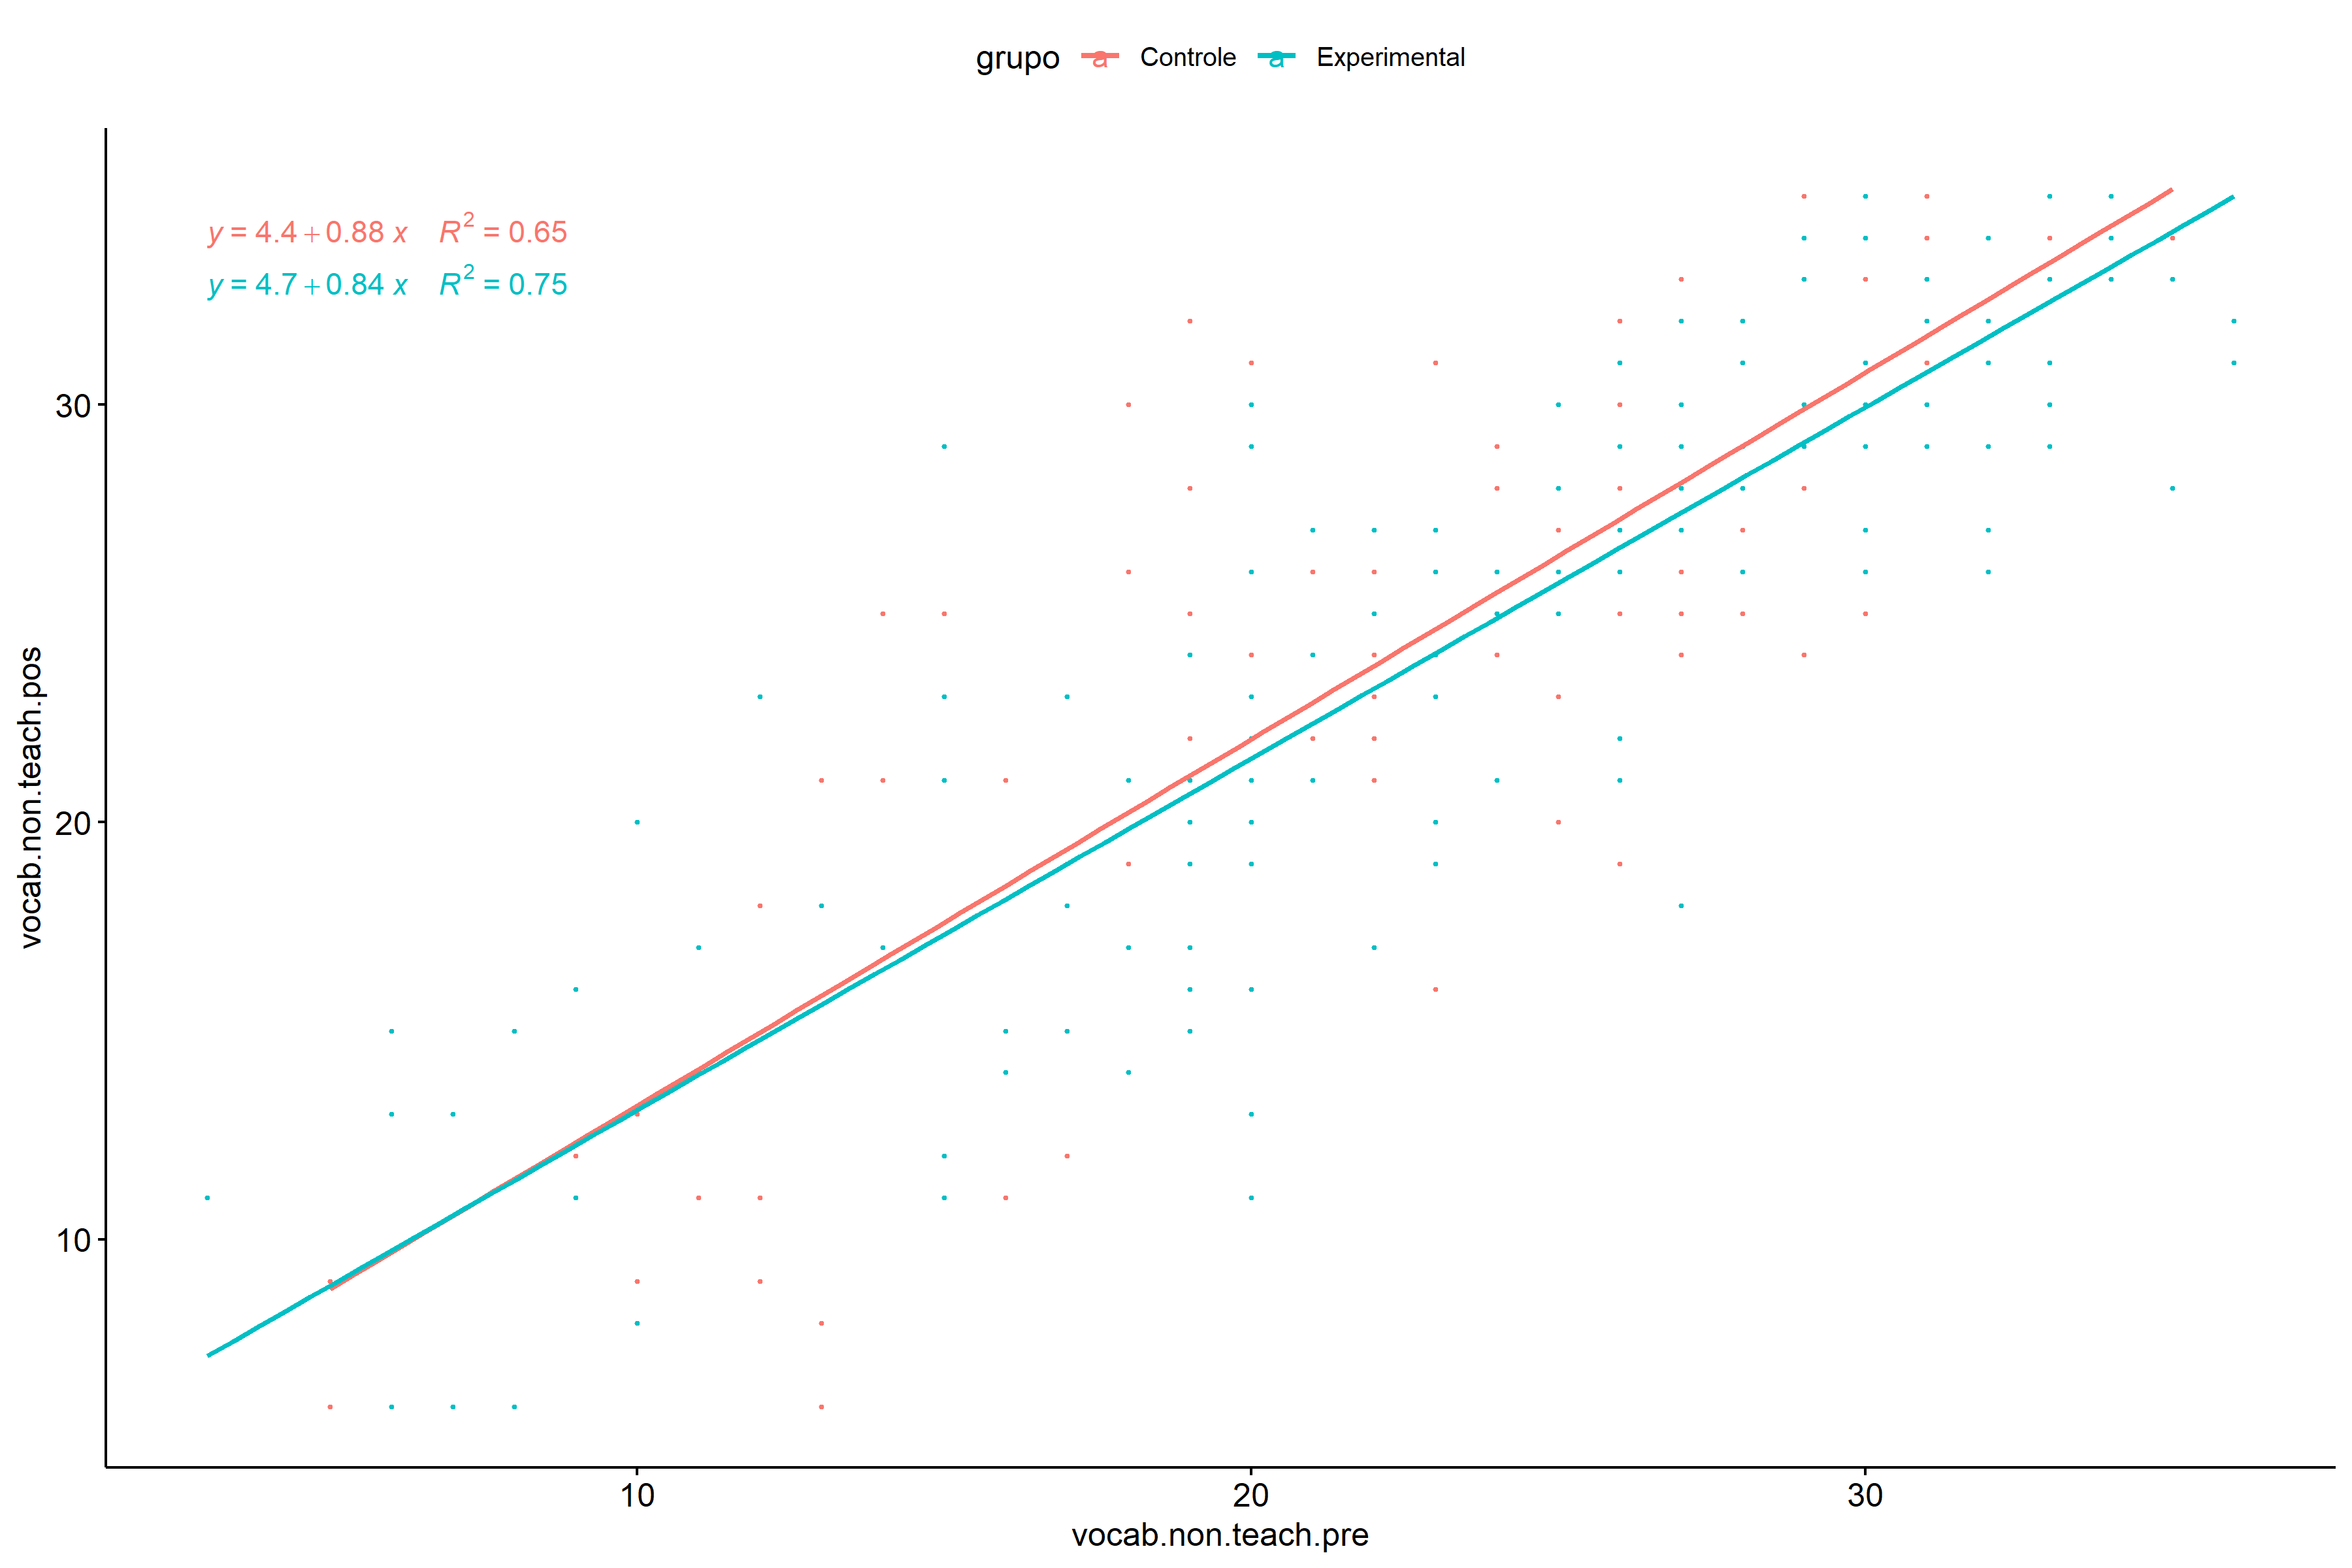 grupo a Controle a Experimental
y = 4.4 + 0.88 x R² = 0.65
y = 4.7 + 0.84 x R² = 0.75
vocab.non.teach.pos
30
20
10
10 20 30
vocab.non.teach.pre